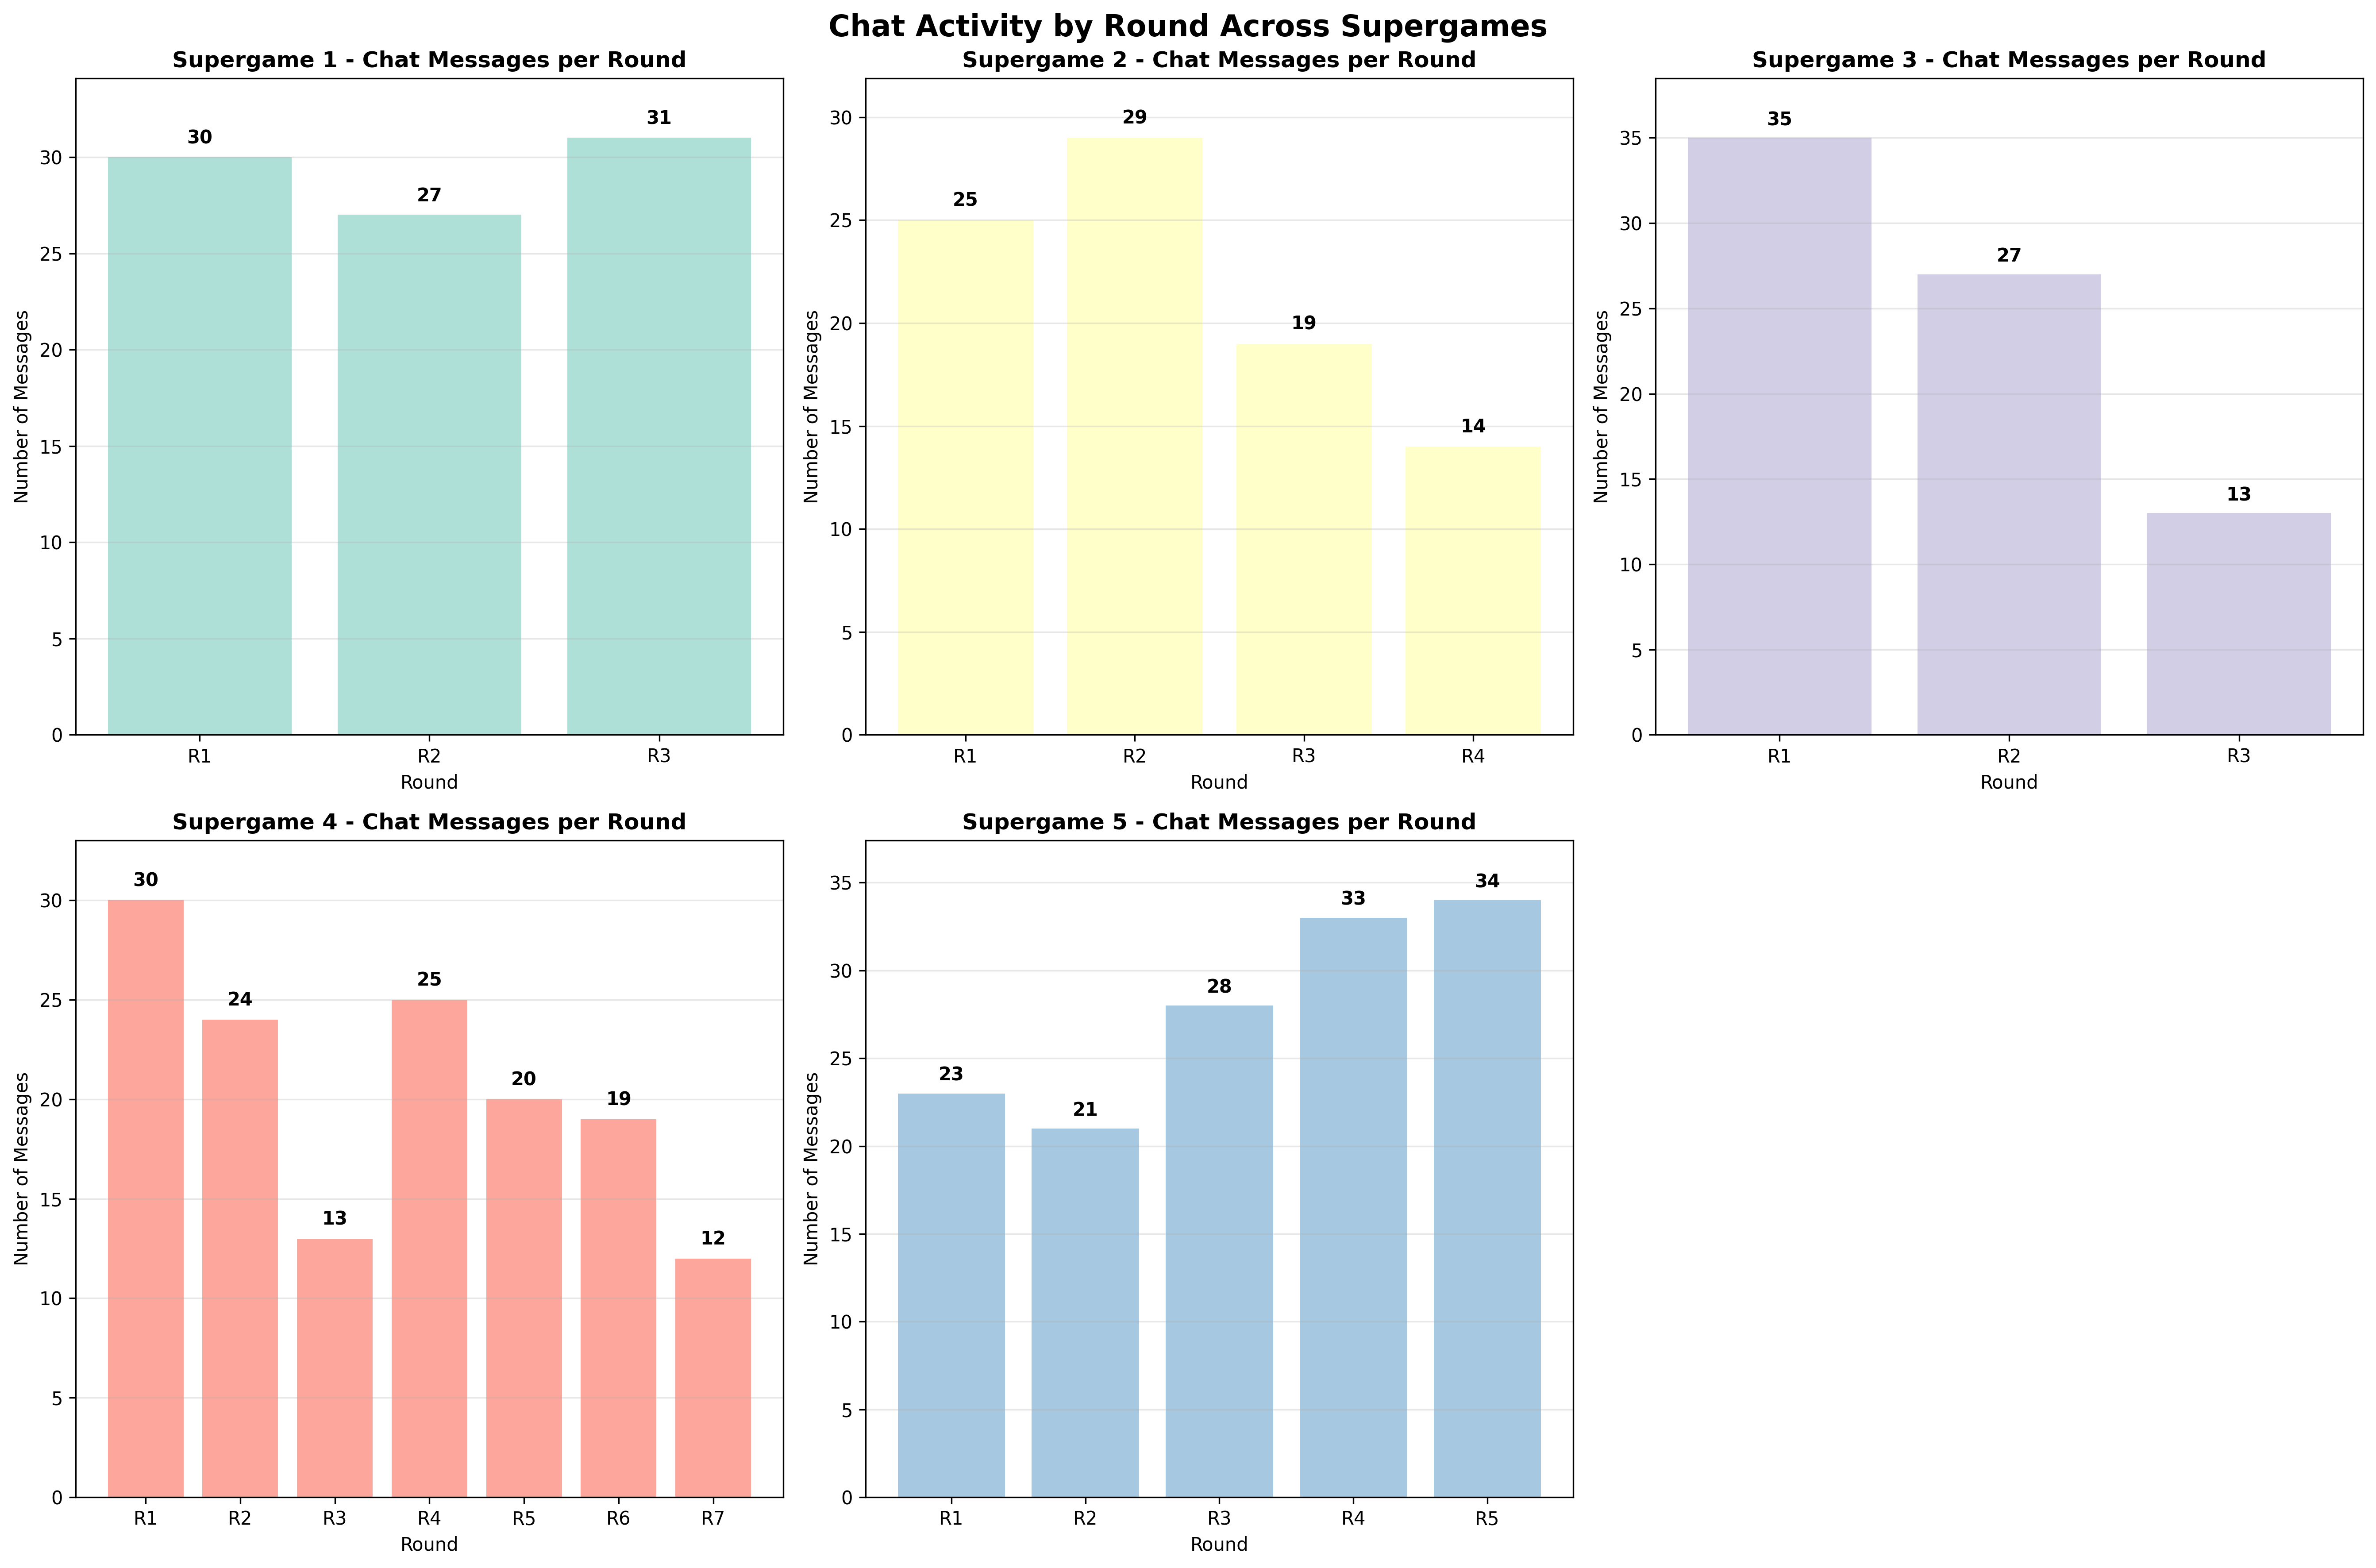 Chat Activity by Round Across Supergames
Supergame 1 - Chat Messages per Round
Number of Messages
30
25
20
15
10
5
0
30
27
31
R1 R2 R3
Round
Supergame 2 - Chat Messages per Round
Number of Messages
30
25
20
15
10
5
0
25
29
19
14
R1 R2 R3 R4
Round
Supergame 3 - Chat Messages per Round
Number of Messages
35
30
25
20
15
10
5
0
35
27
13
R1 R2 R3
Round
Supergame 4 - Chat Messages per Round
Number of Messages
30
25
20
15
10
5
0
30
24
13
25
20
19
12
R1 R2 R3 R4 R5 R6 R7
Round
Supergame 5 - Chat Messages per Round
Number of Messages
35
30
25
20
15
10
5
0
23
21
28
33
34
R1 R2 R3 R4 R5
Round